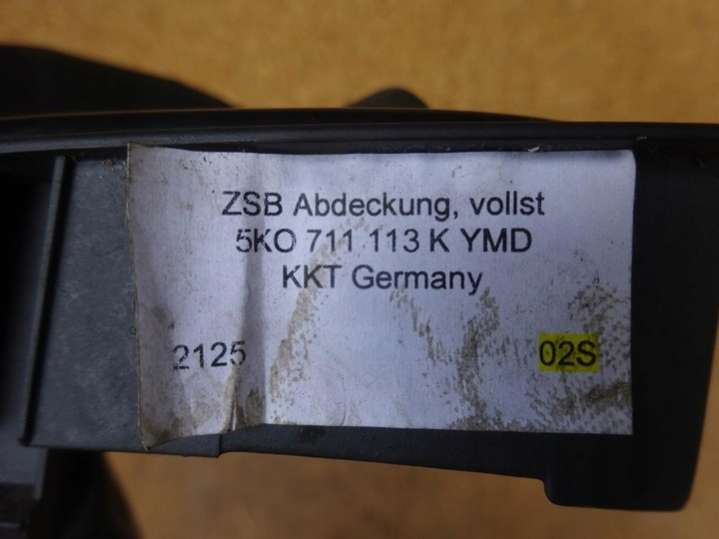 ZSB Abdeckung, vollst
5KO 711 113 K YMD
KKT Germany
2125 02S